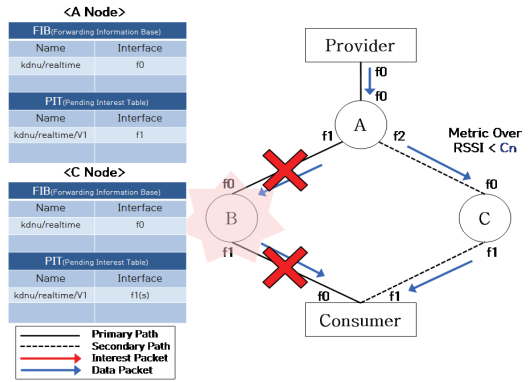 <A Node>
FIB(Forwarding Information Base)
Name Interface
kdnu/realtime f0
PIT(Pending Interest Table)
Name Interface
kdnu/realtime/V1 f1
<C Node>
FIB(Forwarding Information Base)
Name Interface
kdnu/realtime f0
PIT(Pending Interest Table)
Name Interface
kdnu/realtime/V1 f1(s)
Primary Path
Secondary Path
Interest Packet
Data Packet
Provider
f0
f0
A
f1
f2
Metric Over
RSSI < Cn
f0
B
f1
f0
C
f1
f0
f1
Consumer